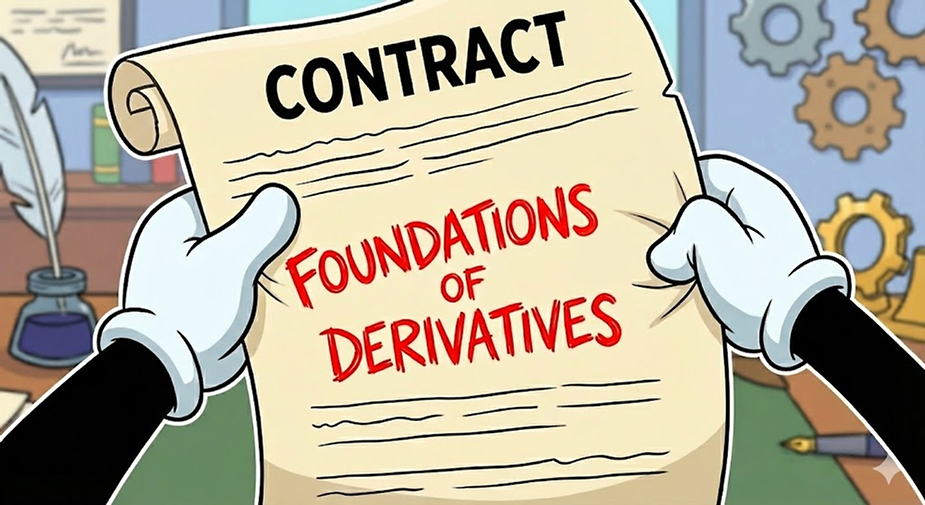 CONTRACT
FOUNDATIONS
OF
DERIVATIVES